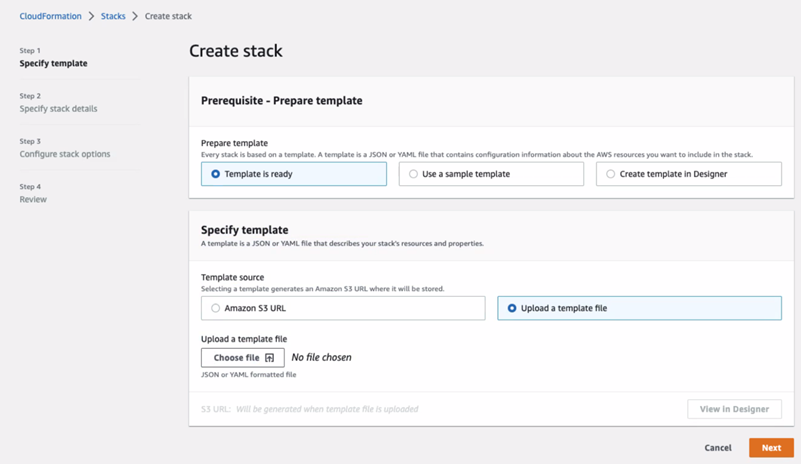 CloudFormation > Stacks > Create stack
Step 1
Specify template
Step 2
Specify stack details
Step 3
Configure stack options
Step 4
Review
Create stack
Prerequisite - Prepare template
Prepare template
Every stack is based on a template. A template is a JSON or YAML file that contains configuration information about the AWS resources you want to include in the stack.
Template is ready
Use a sample template
Create template in Designer
Specify template
A template is a JSON or YAML file that describes your stack's resources and properties.
Template source
Selecting a template generates an Amazon S3 URL where it will be stored.
Amazon S3 URL
Upload a template file
Upload a template file
Choose file No file chosen
JSON or YAML formatted file
S3 URL: Will be generated when template file is uploaded
View in Designer
Cancel
Next